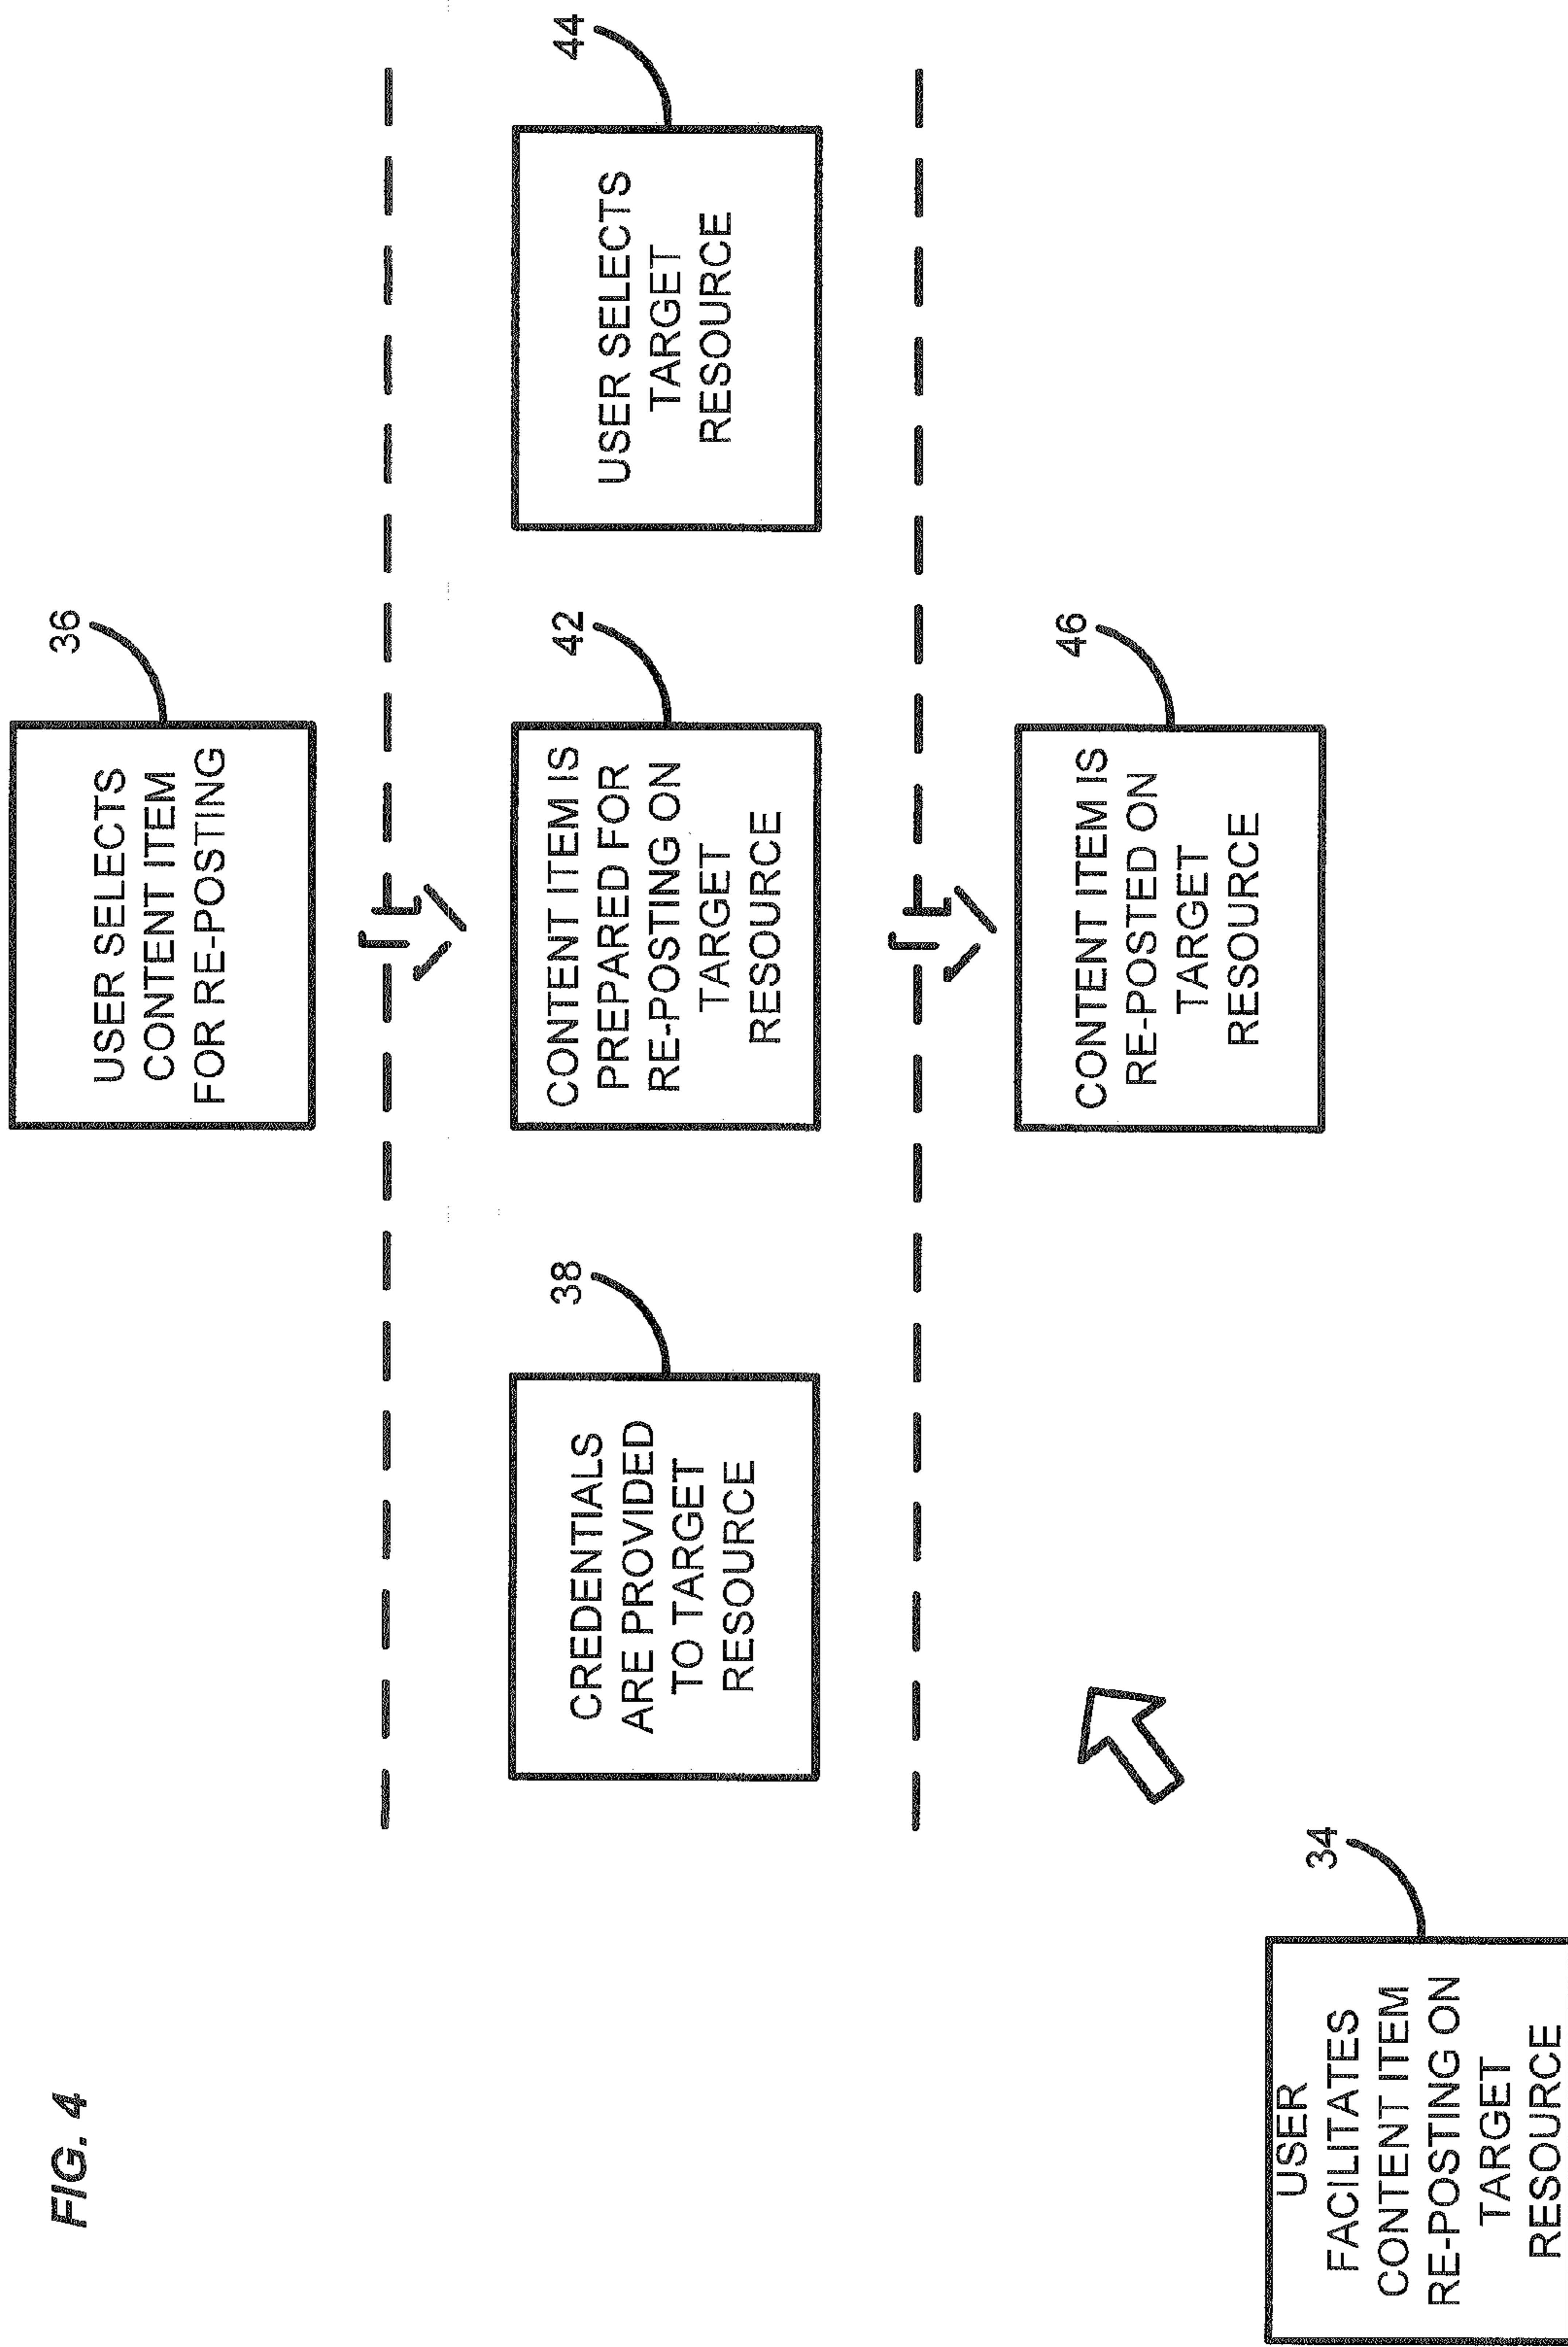 FIG. 4
36
USER SELECTS
CONTENT ITEM
FOR RE-POSTING
38
CREDENTIALS
ARE PROVIDED
TO TARGET
RESOURCE
42
CONTENT ITEM IS
PREPARED FOR
RE-POSTING ON
TARGET
RESOURCE
44
USER SELECTS
TARGET
RESOURCE
46
CONTENT ITEM IS
RE-POSTED ON
TARGET
RESOURCE
34
USER
FACILITATES
CONTENT ITEM
RE-POSTING ON
TARGET
RESOURCE